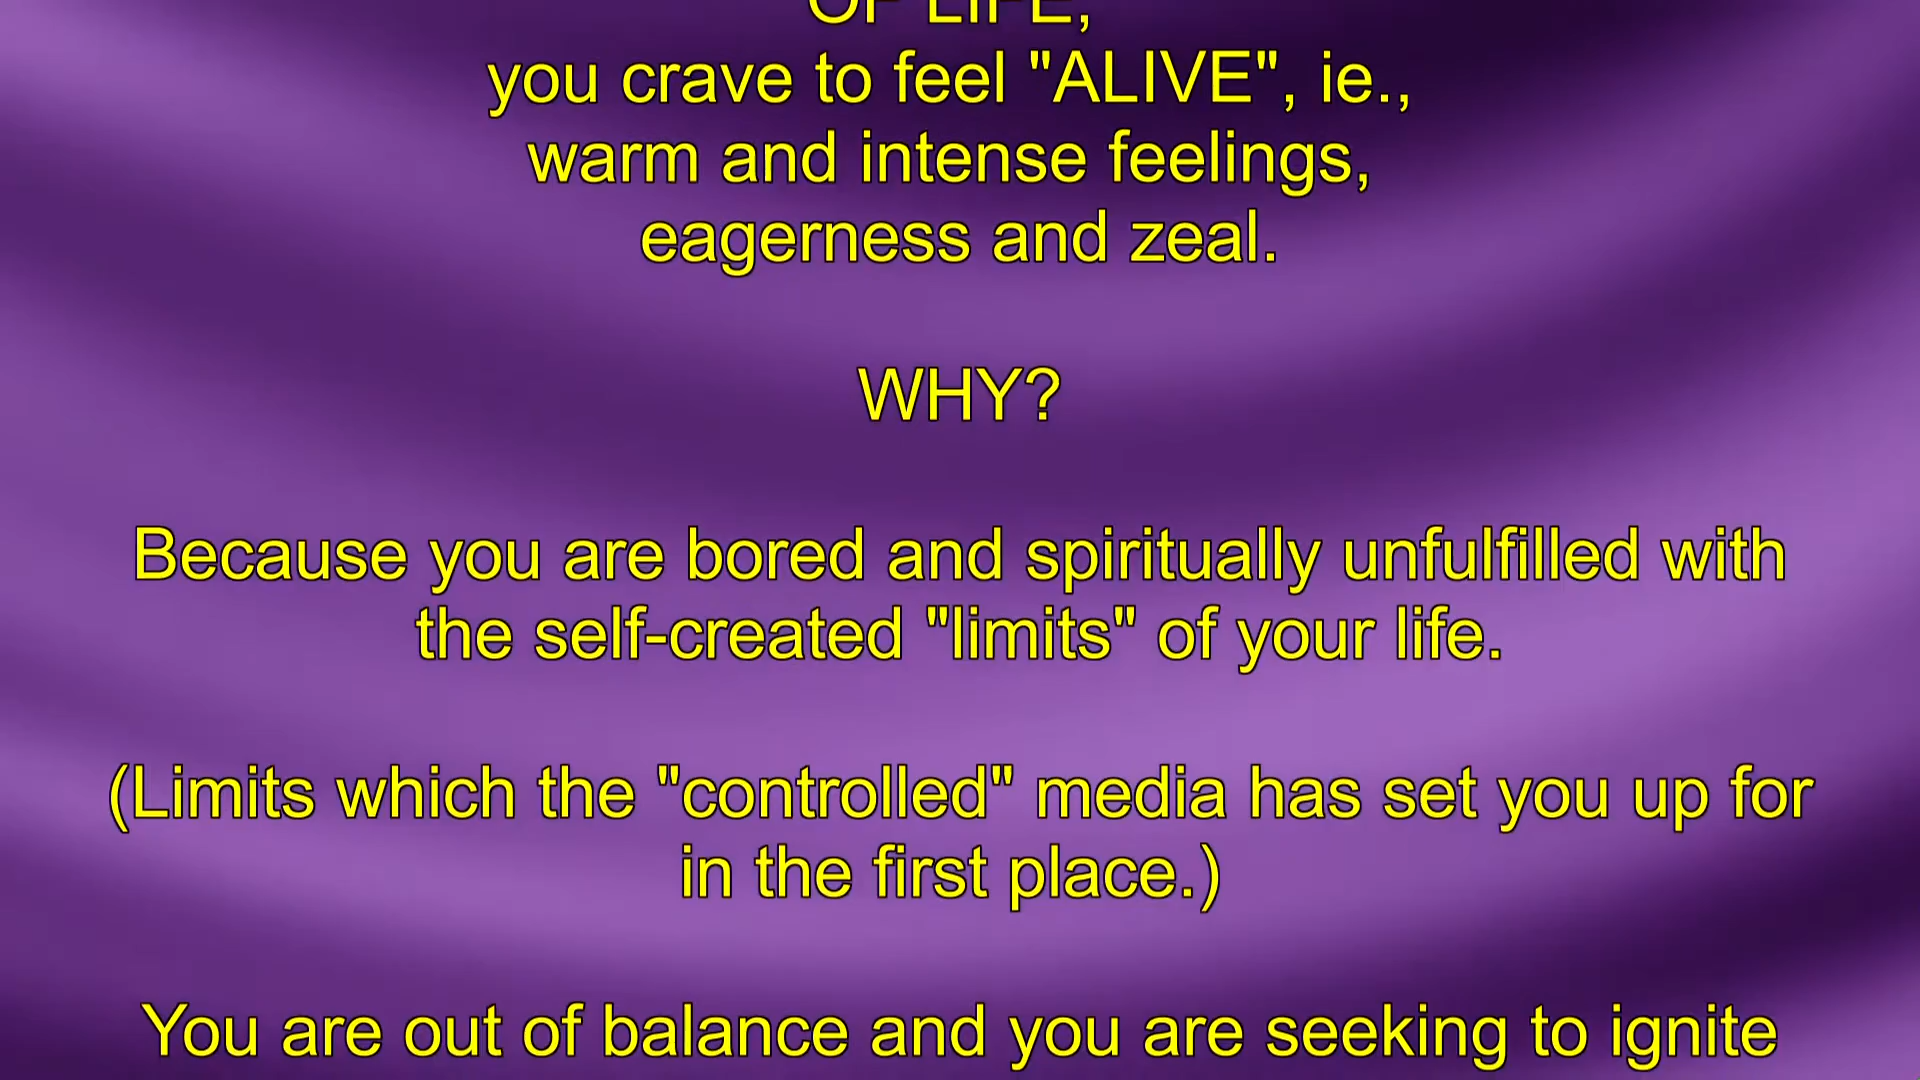 OF LIFE,
you crave to feel "ALIVE", ie.,
warm and intense feelings,
eagerness and zeal.
WHY?
Because you are bored and spiritually unfulfilled with
the self-created "limits" of your life.
(Limits which the "controlled" media has set you up for
in the first place.)
You are out of balance and you are seeking to ignite